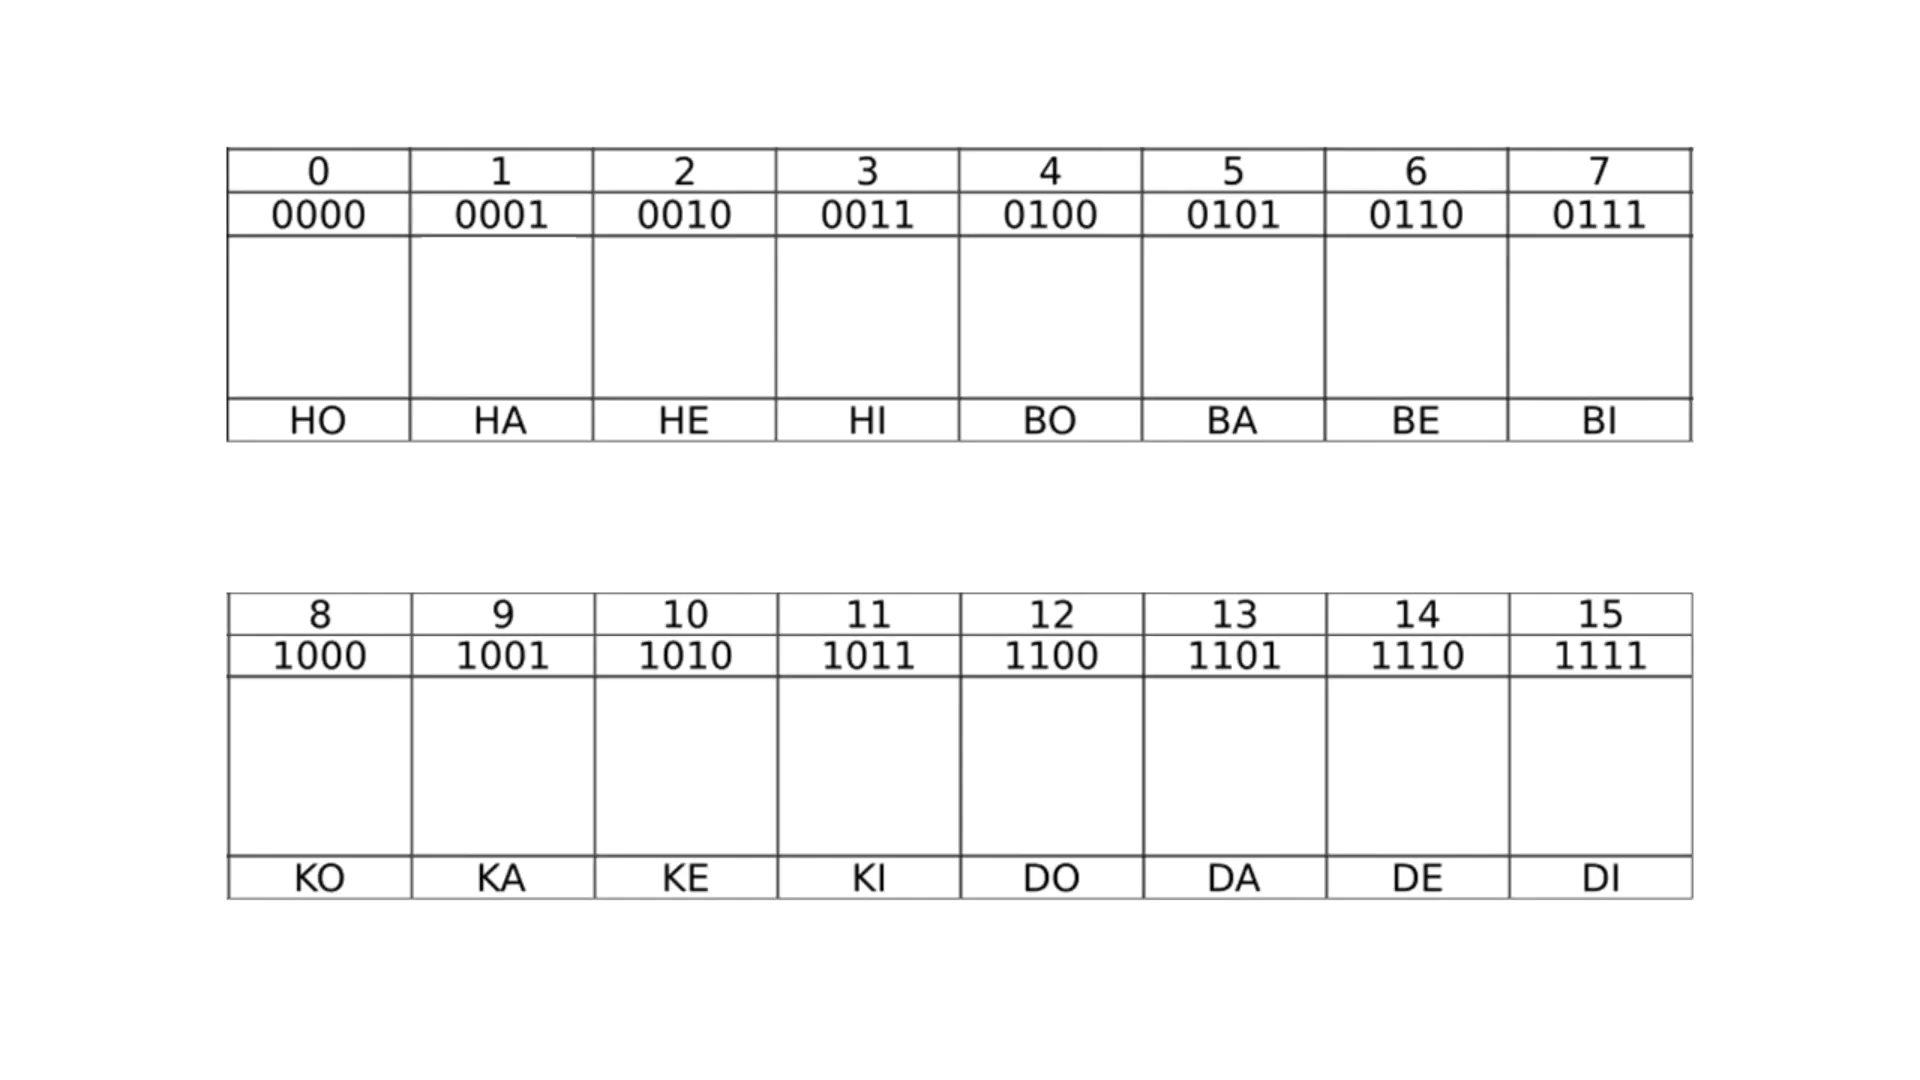 0 1 2 3 4 5 6 7
0000 0001 0010 0011 0100 0101 0110 0111
HO HA HE HI BO BA BE BI
8 9 10 11 12 13 14 15
1000 1001 1010 1011 1100 1101 1110 1111
KO KA KE KI DO DA DE DI